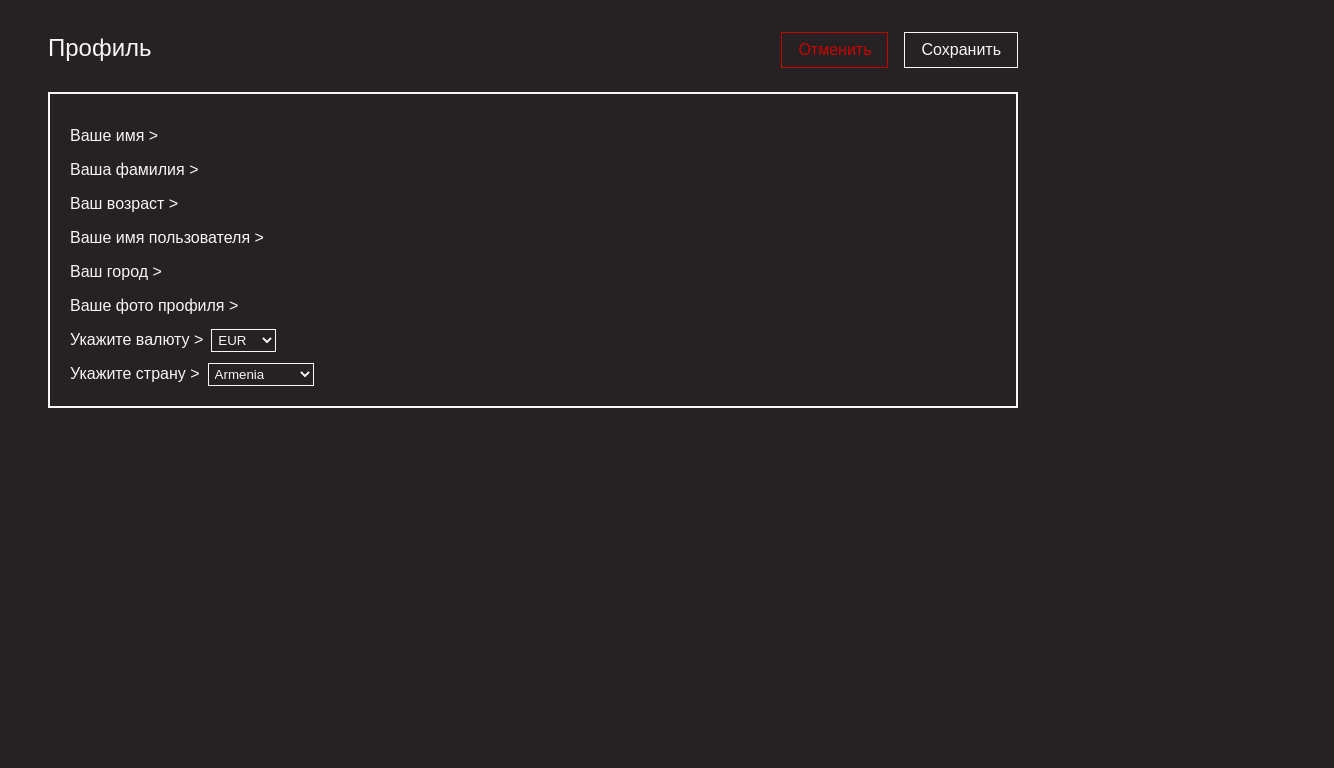 Профиль
Отменить Сохранить
Ваше имя >
Ваша фамилия >
Ваш возраст >
Ваше имя пользователя >
Ваш город >
Ваше фото профиля >
Укажите валюту > EUR
Укажите страну > Armenia